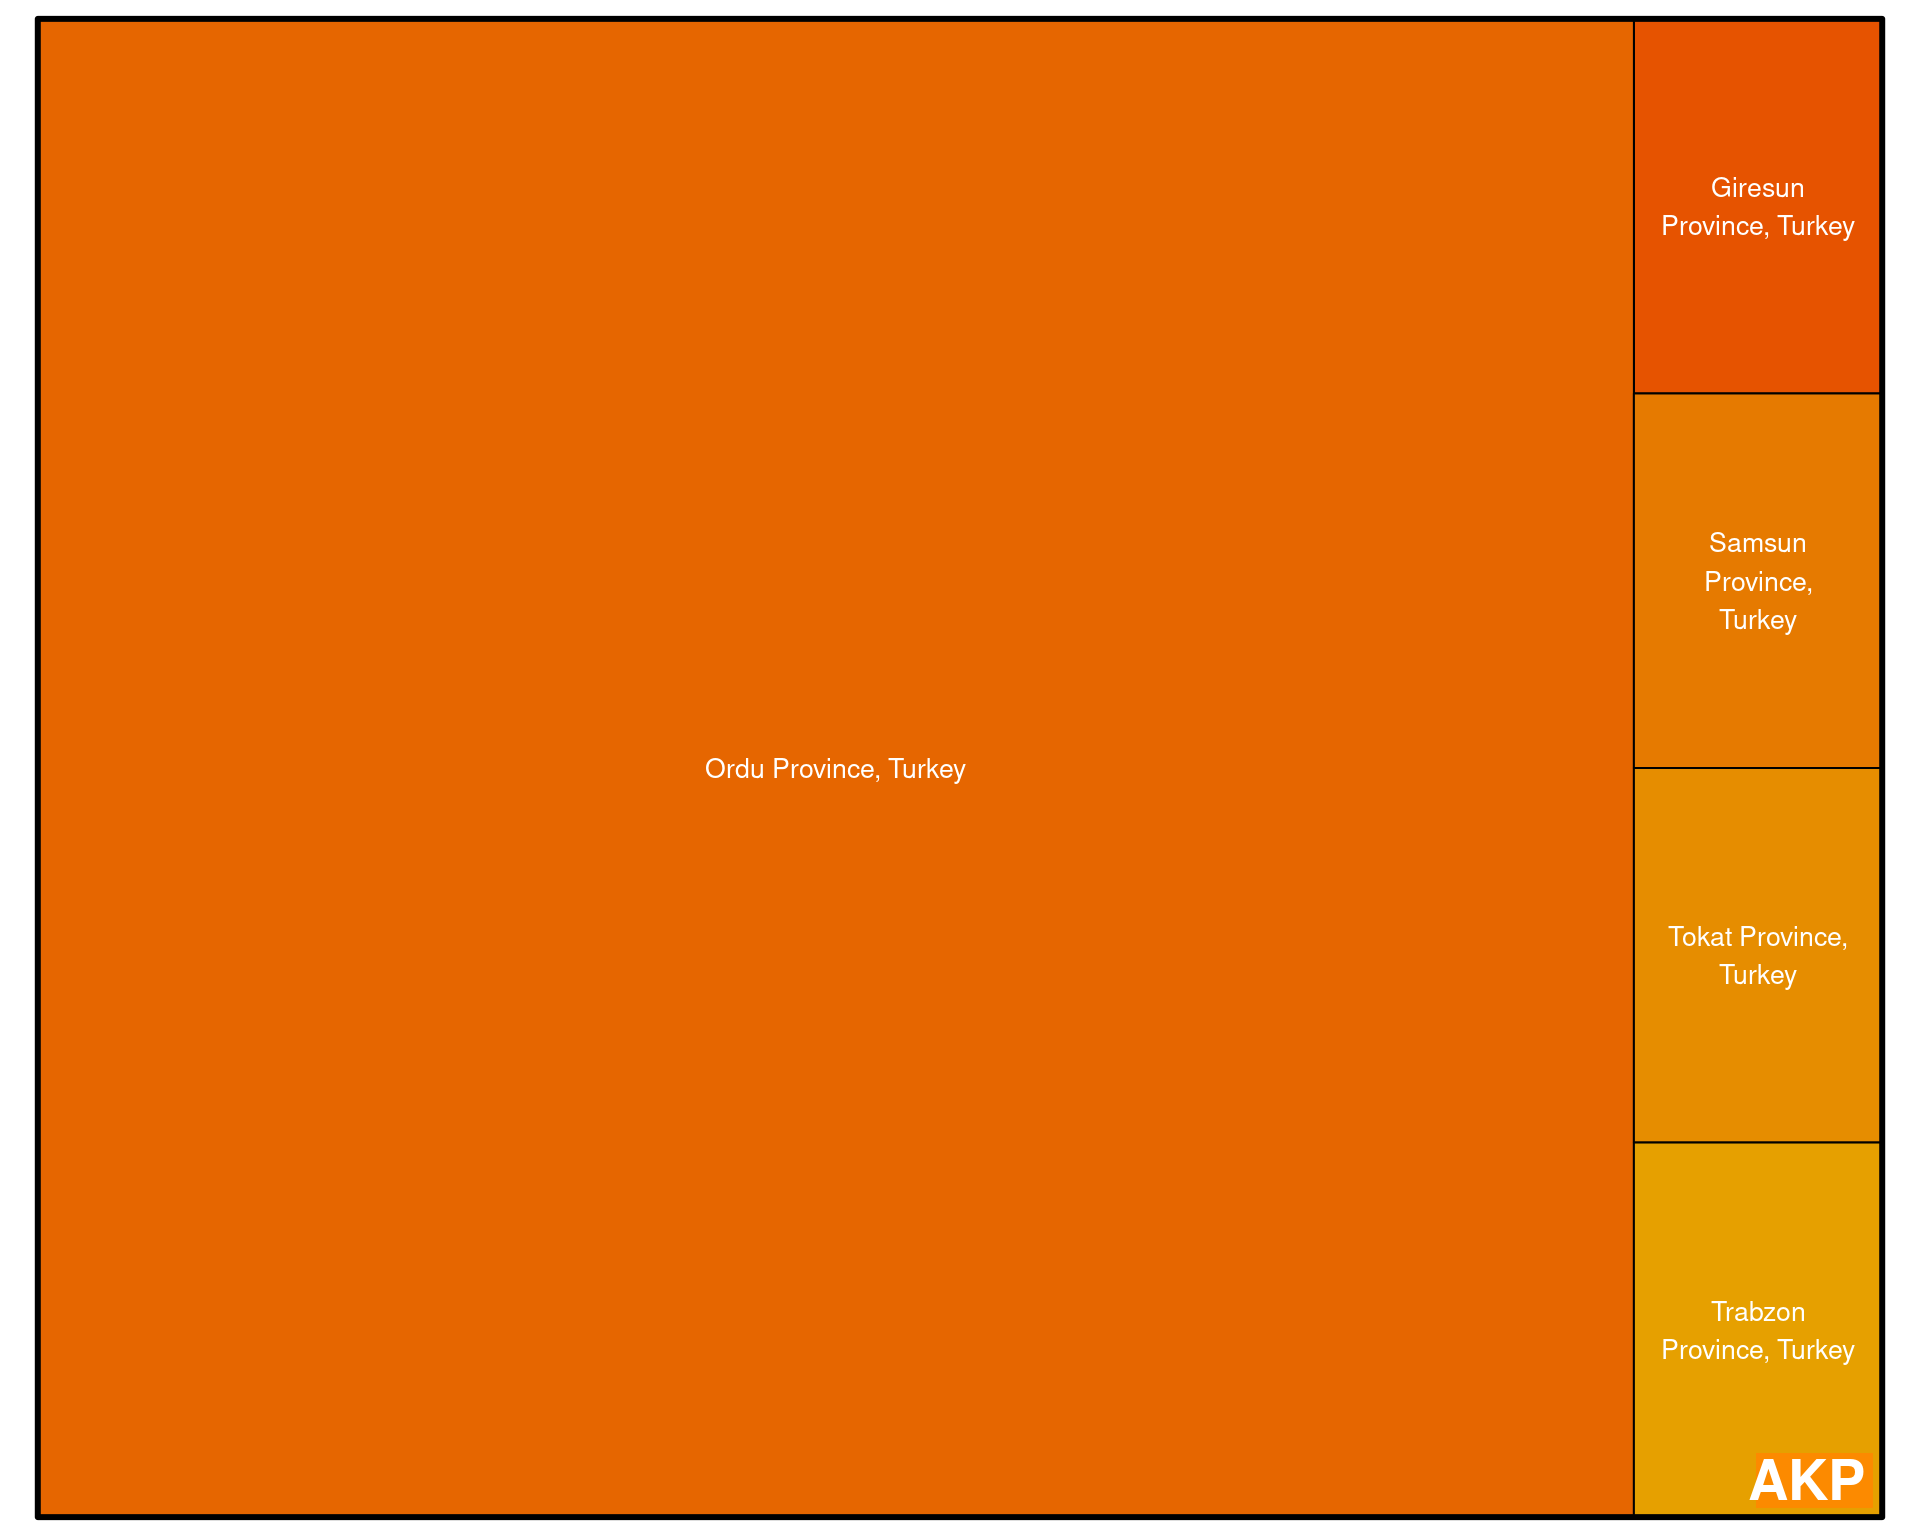 Ordu Province, Turkey
Giresun
Province, Turkey
Samsun
Province,
Turkey
Tokat Province,
Turkey
Trabzon
Province, Turkey
AKP